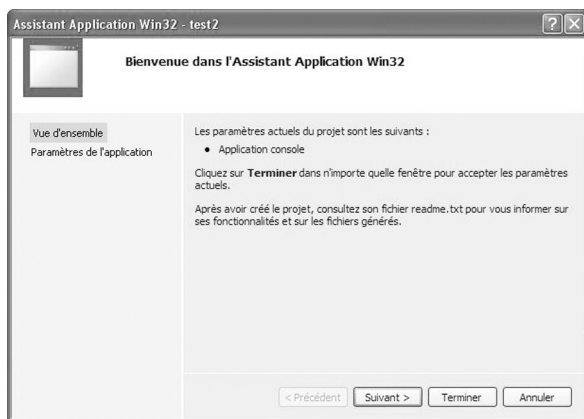 Assistant Application Win32 - test2
Bienvenue dans l'Assistant Application Win32
Vue d'ensemble
Paramètres de l'application
Les paramètres actuels du projet sont les suivants :
• Application console
Cliquez sur Terminer dans n'importe quelle fenêtre pour accepter les paramètres
actuels.
Après avoir créé le projet, consultez son fichier readme.txt pour vous informer sur
ses fonctionnalités et sur les fichiers générés.
< Précédent Suivant > Terminer Annuler